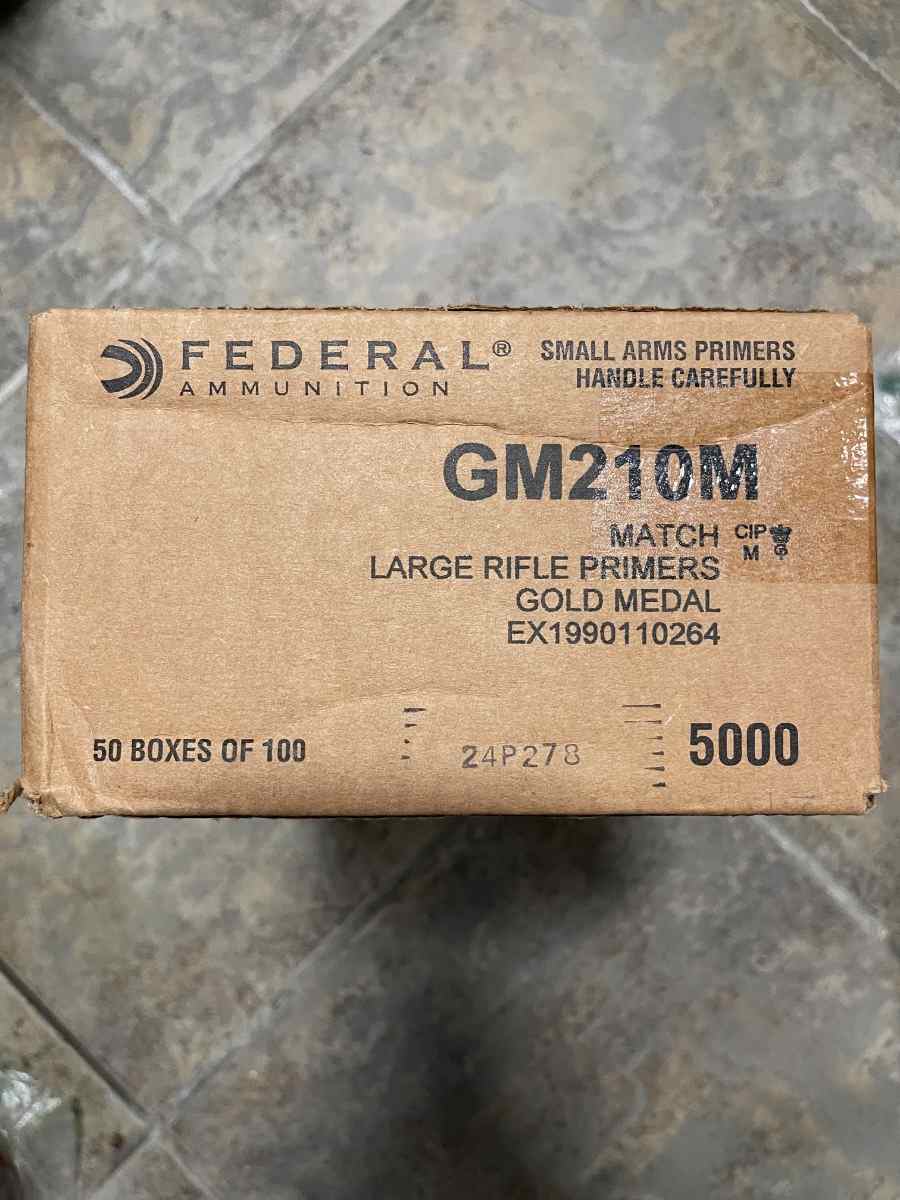 FEDERAL®
AMMUNITION
SMALL ARMS PRIMERS
HANDLE CAREFULLY
GM210M
MATCH
CIP
M G
LARGE RIFLE PRIMERS
GOLD MEDAL
EX1990110264
50 BOXES OF 100
24P278
5000